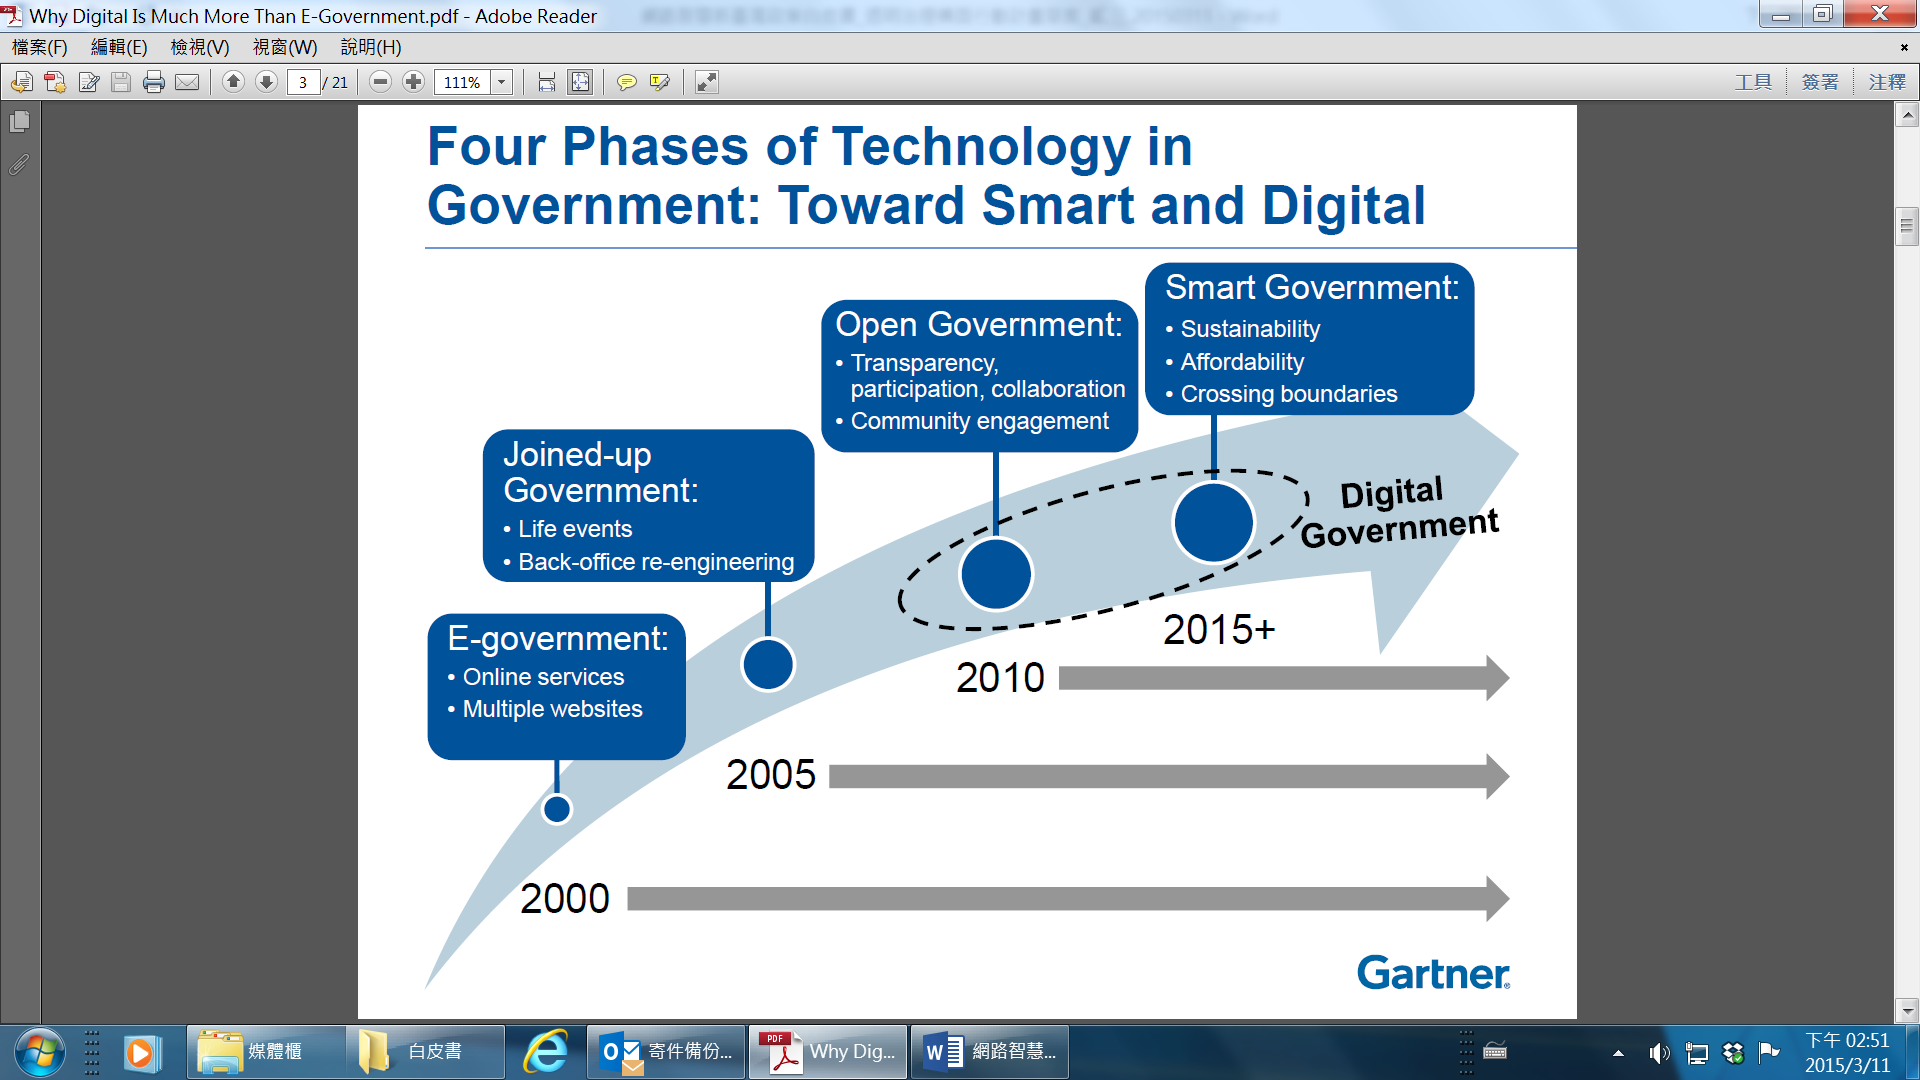 Why Digital Is Much More Than E-Government.pdf - Adobe Reader
檔案(F) 編輯(E) 檢視(V) 視窗(W) 說明(H)
3 / 21 111% 工具 簽署 注釋
Four Phases of Technology in
Government: Toward Smart and Digital
Smart Government:
• Sustainability
• Affordability
• Crossing boundaries
Open Government:
• Transparency,
participation, collaboration
• Community engagement
Joined-up
Government:
• Life events
• Back-office re-engineering
E-government:
• Online services
• Multiple websites
Digital
Government
2015+
2010
2005
2000
Gartner®
媒體櫃 白皮書 寄件備份... Why Dig... 網路智慧...
下午 02:51
2015/3/11